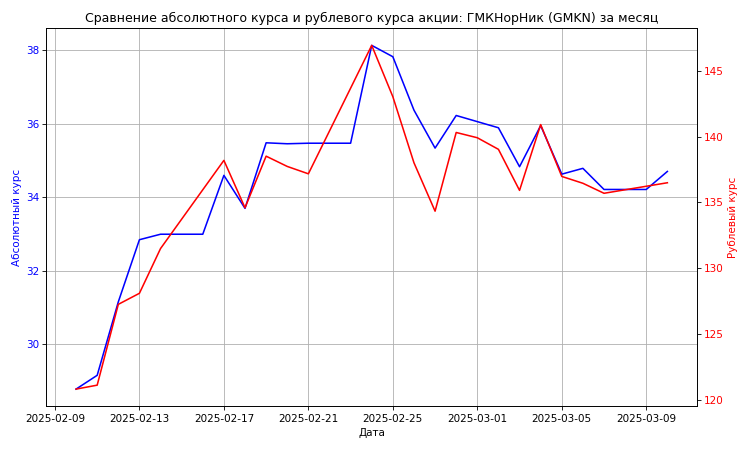 Сравнение абсолютного курса и рублевого курса акции: ГМКНорНик (GMKN) за месяц
38
36
34
32
30
Абсолютный курс
145
140
135
130
125
120
Рублевый курс
2025-02-09 2025-02-13 2025-02-17 2025-02-21 2025-02-25 2025-03-01 2025-03-05 2025-03-09
Дата